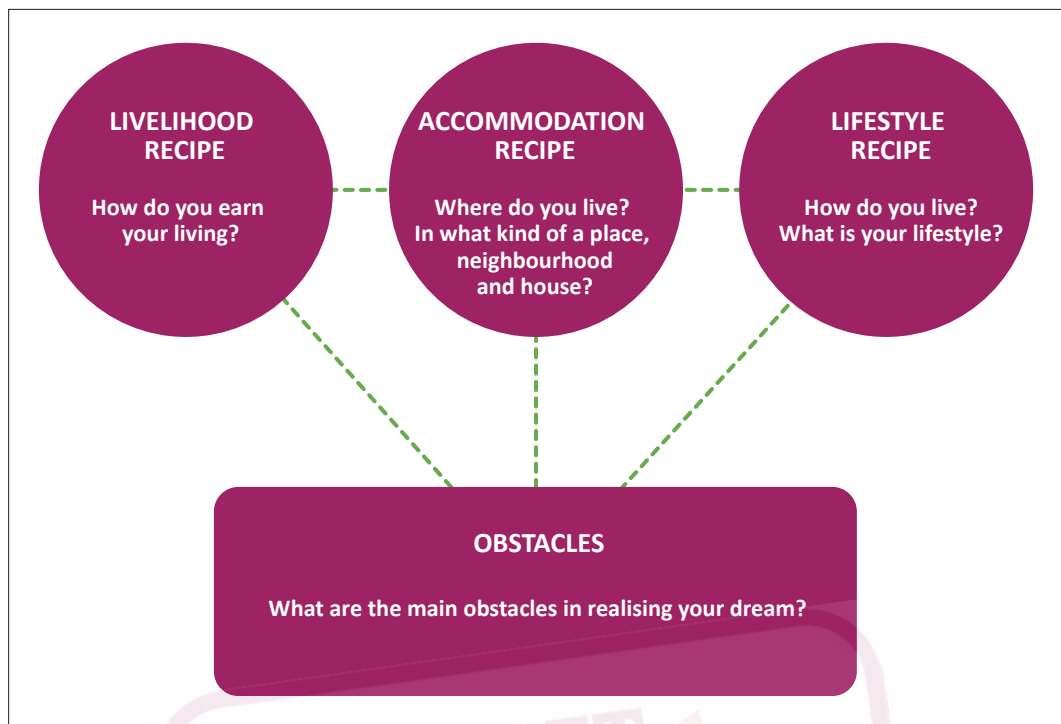 LIVELIHOOD
RECIPE
How do you earn
your living?
ACCOMMODATION
RECIPE
Where do you live?
In what kind of a place,
neighbourhood
and house?
LIFESTYLE
RECIPE
How do you live?
What is your lifestyle?
OBSTACLES
What are the main obstacles in realising your dream?